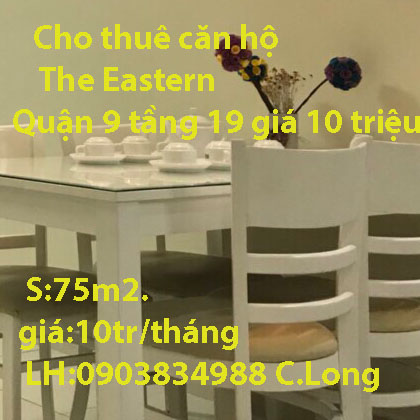 Cho thuê căn hộ
The Eastern
Quận 9 tầng 19 giá 10 triệu
S:75m2.
giá:10tr/tháng
LH:0903834988 C.Long